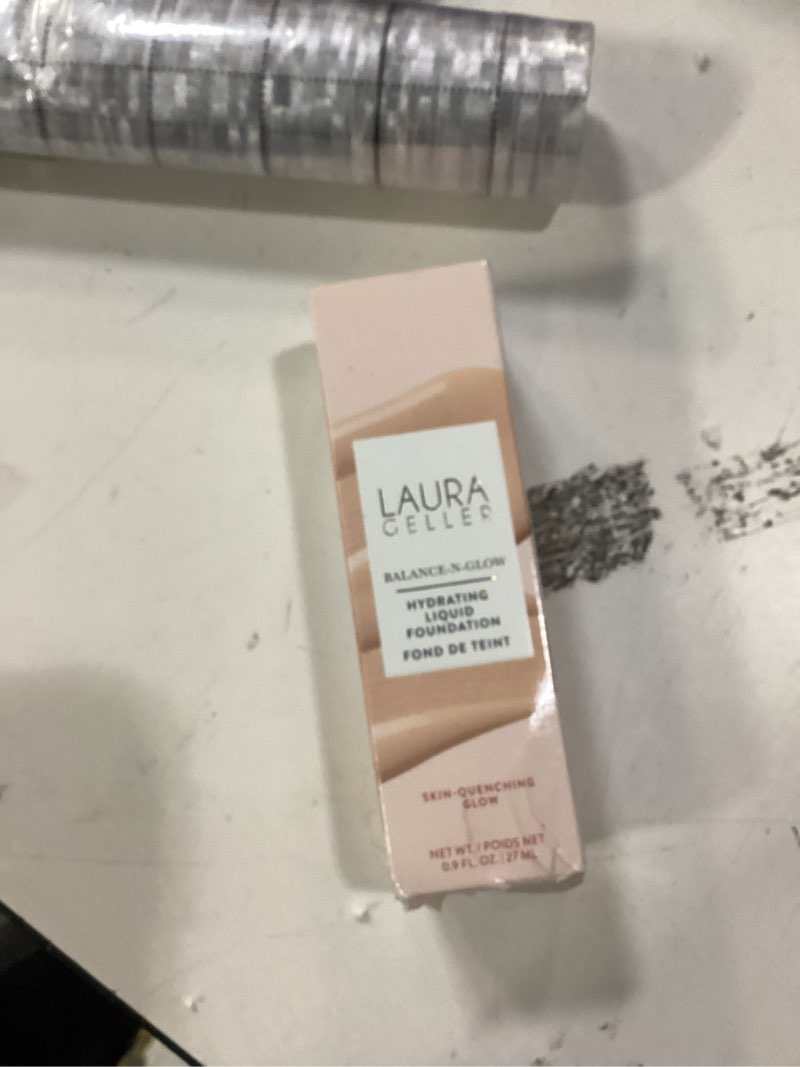 LAURA
GELLER
BALANCE-N-GLOW
HYDRATING
LIQUID
FOUNDATION
FOND DE TEINT
SKIN-QUENCHING
GLOW
NET WT. / POIDS NET
0.9 FL. OZ. | 27 ML